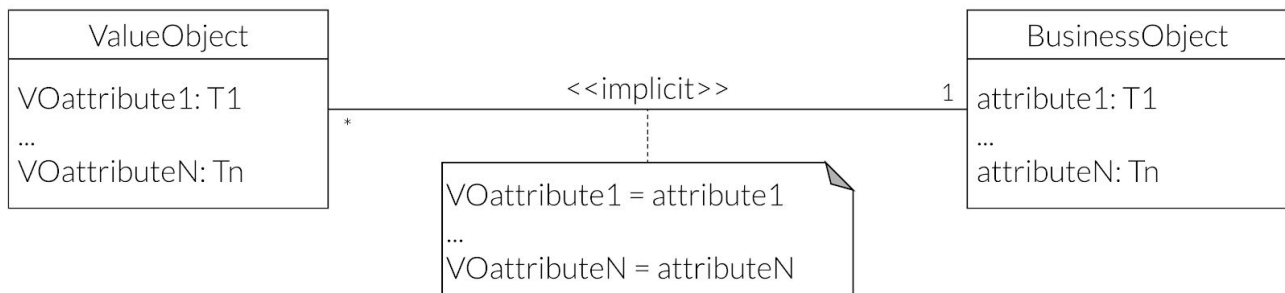 ValueObject
VOattribute1: T1
...
VOattributeN: Tn
<<implicit>>
*
1
VOattribute1 = attribute1
...
VOattributeN = attributeN
BusinessObject
attribute1: T1
...
attributeN: Tn